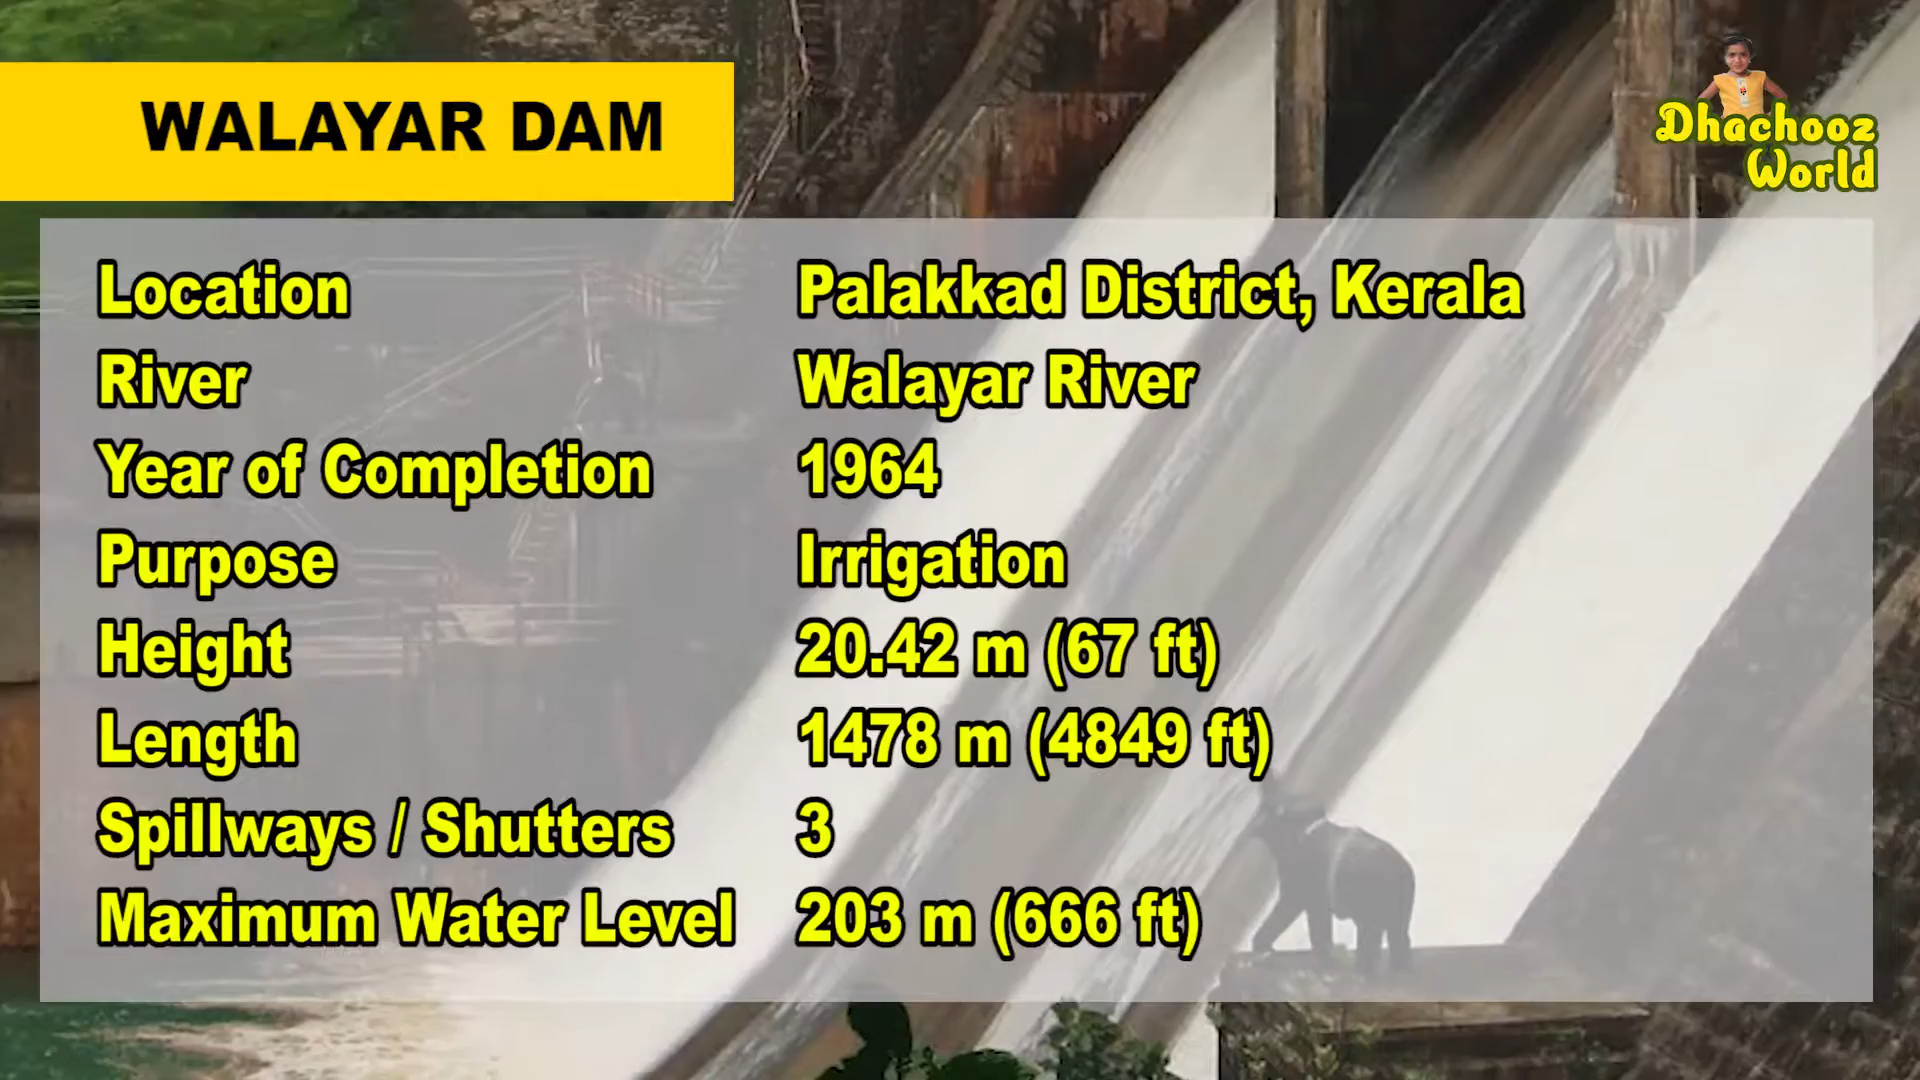 WALAYAR DAM
Dhachooz
World
Location Palakkad District, Kerala
River Walayar River
Year of Completion 1964
Purpose Irrigation
Height 20.42 m (67 ft)
Length 1478 m (4849 ft)
Spillways / Shutters 3
Maximum Water Level 203 m (666 ft)